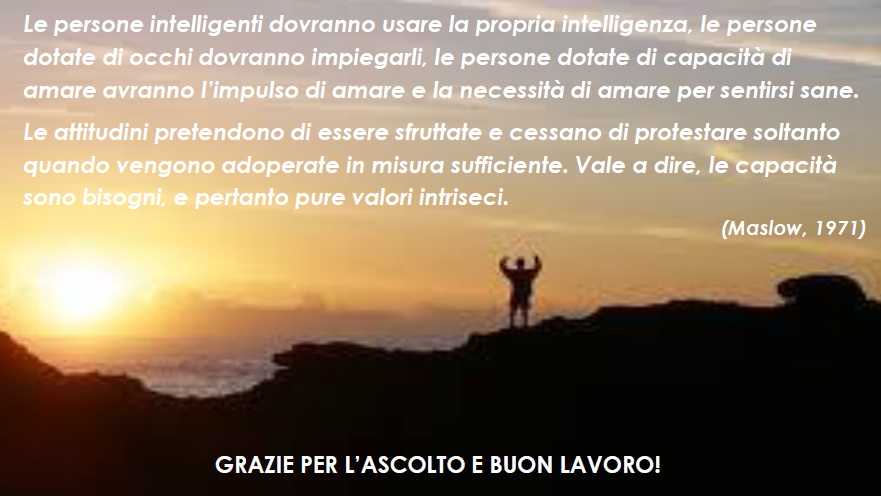 Le persone intelligenti dovranno usare la propria intelligenza, le persone
dotate di occhi dovranno impiegarli, le persone dotate di capacità di
amare avranno l'impulso di amare e la necessità di amare per sentirsi sane.
Le attitudini pretendono di essere sfruttate e cessano di protestare soltanto
quando vengono adoperate in misura sufficiente. Vale a dire, le capacità
sono bisogni, e pertanto pure valori intriseci.
(Maslow, 1971)
GRAZIE PER L'ASCOLTO E BUON LAVORO!